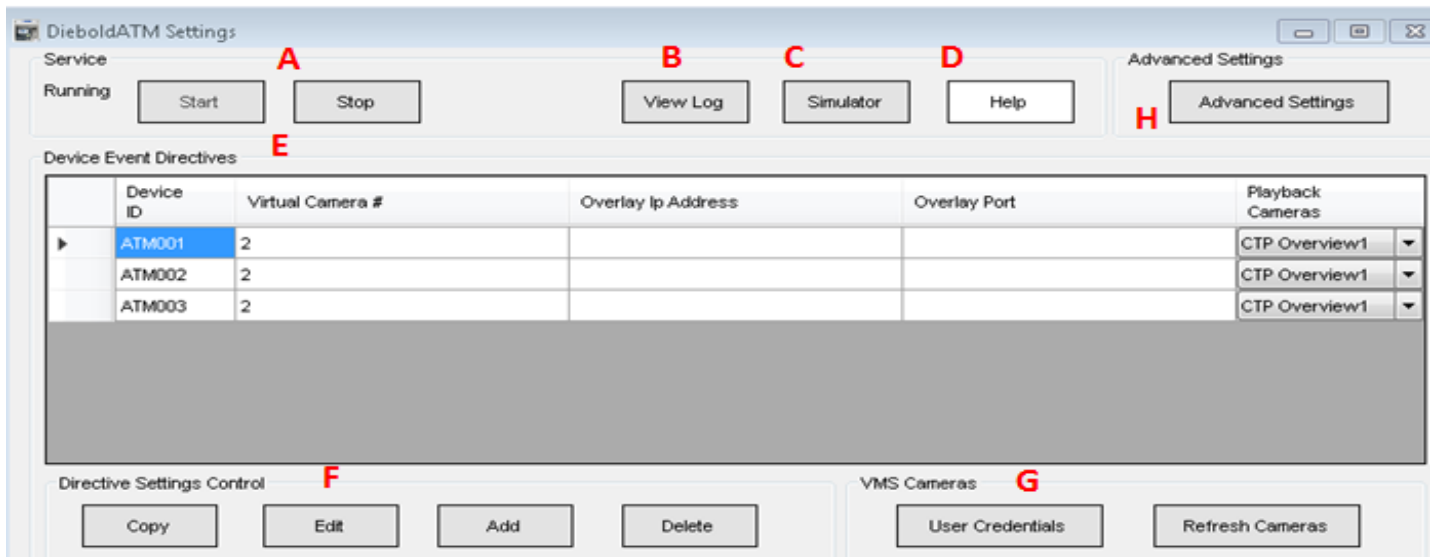 DieboldATM Settings
Service A B C D Advanced Settings
Running Start Stop View Log Simulator Help H Advanced Settings
E
Device Event Directives
Device ID Virtual Camera # Overlay Ip Address Overlay Port Playback Cameras
ATM001 2 CTP Overview1
ATM002 2 CTP Overview1
ATM003 2 CTP Overview1
Directive Settings Control F VMS Cameras G
Copy Edit Add Delete User Credentials Refresh Cameras